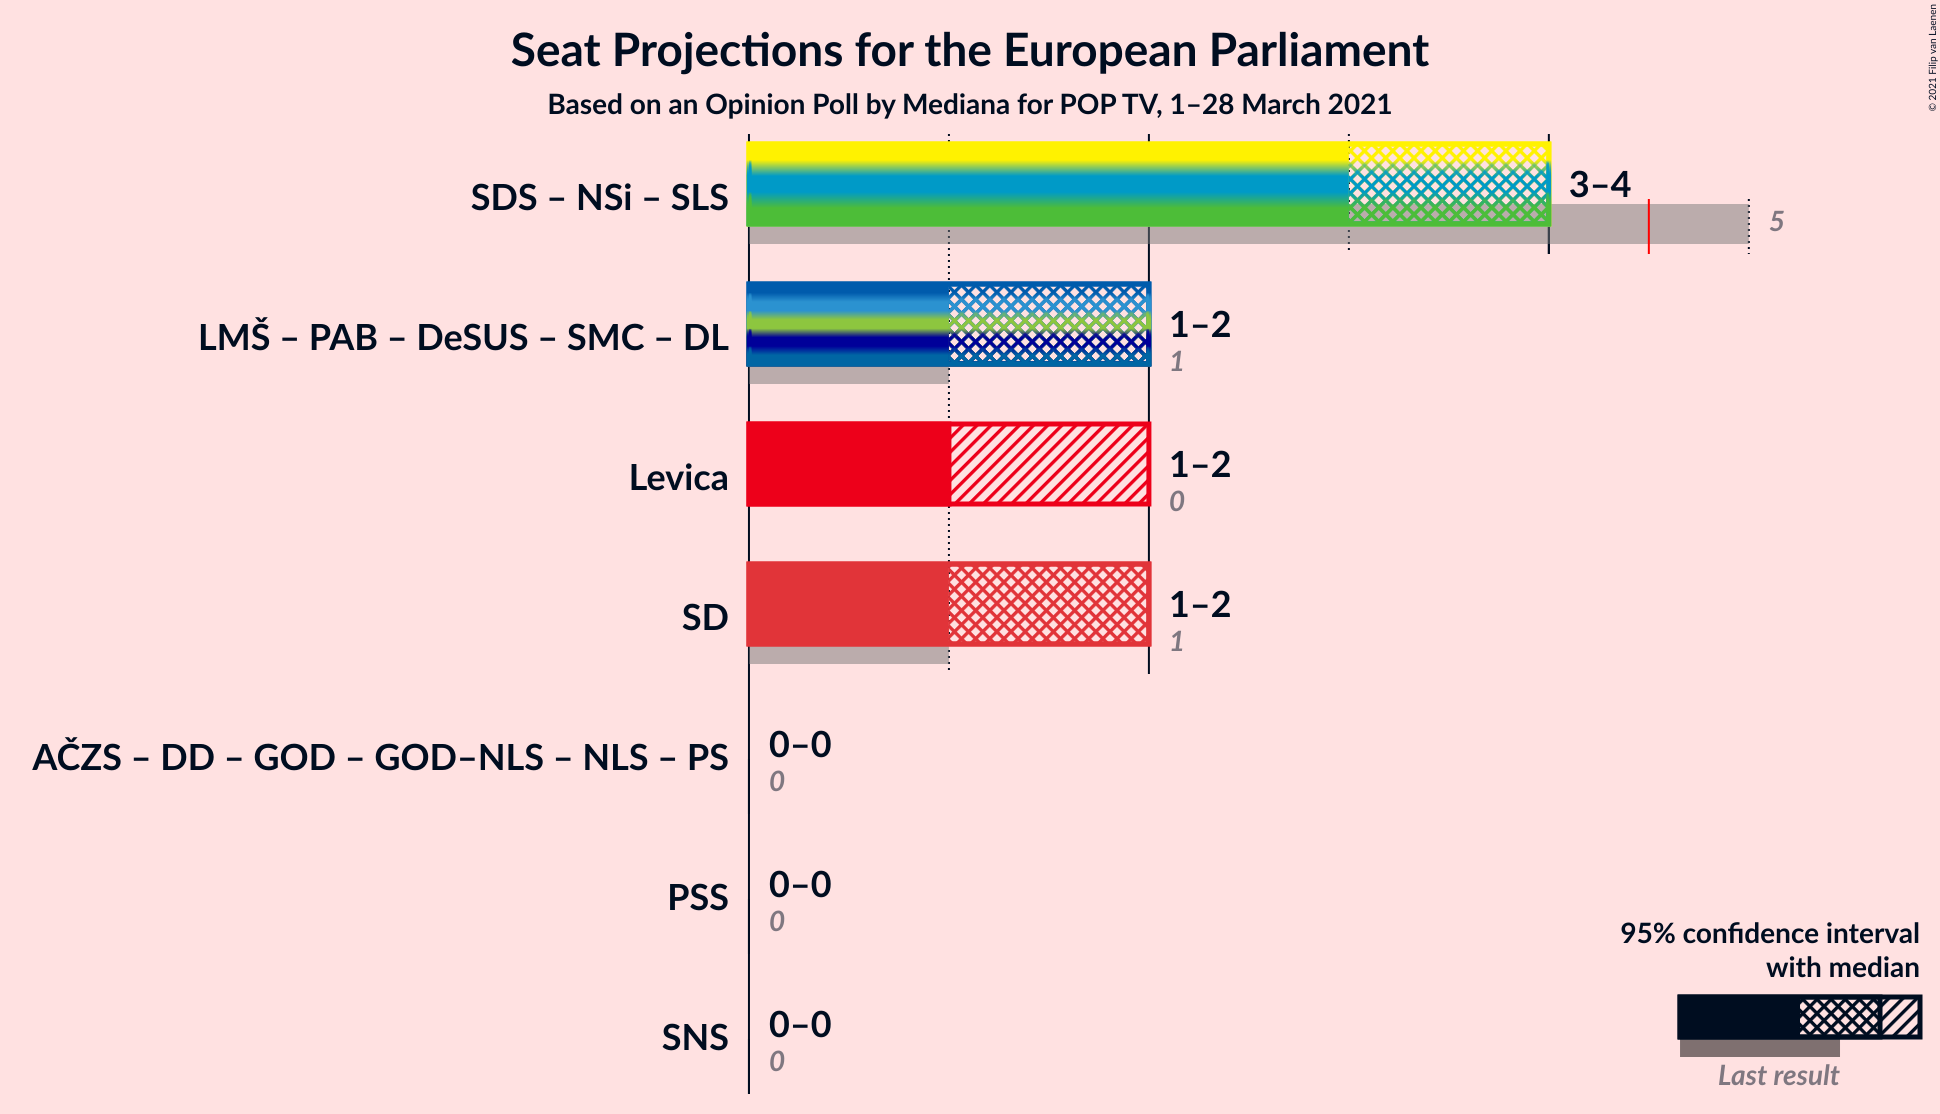 Seat Projections for the European Parliament
Based on an Opinion Poll by Mediana for POP TV, 1–28 March 2021
© 2021 Filip van Laenen
SDS – NSi – SLS
3–4
5
LMŠ – PAB – DeSUS – SMC – DL
1–2
1
Levica
1–2
0
SD
1–2
1
AČZS – DD – GOD – GOD–NLS – NLS – PS
0–0
0
PSS
0–0
0
SNS
0–0
0
95% confidence interval
with median
Last result